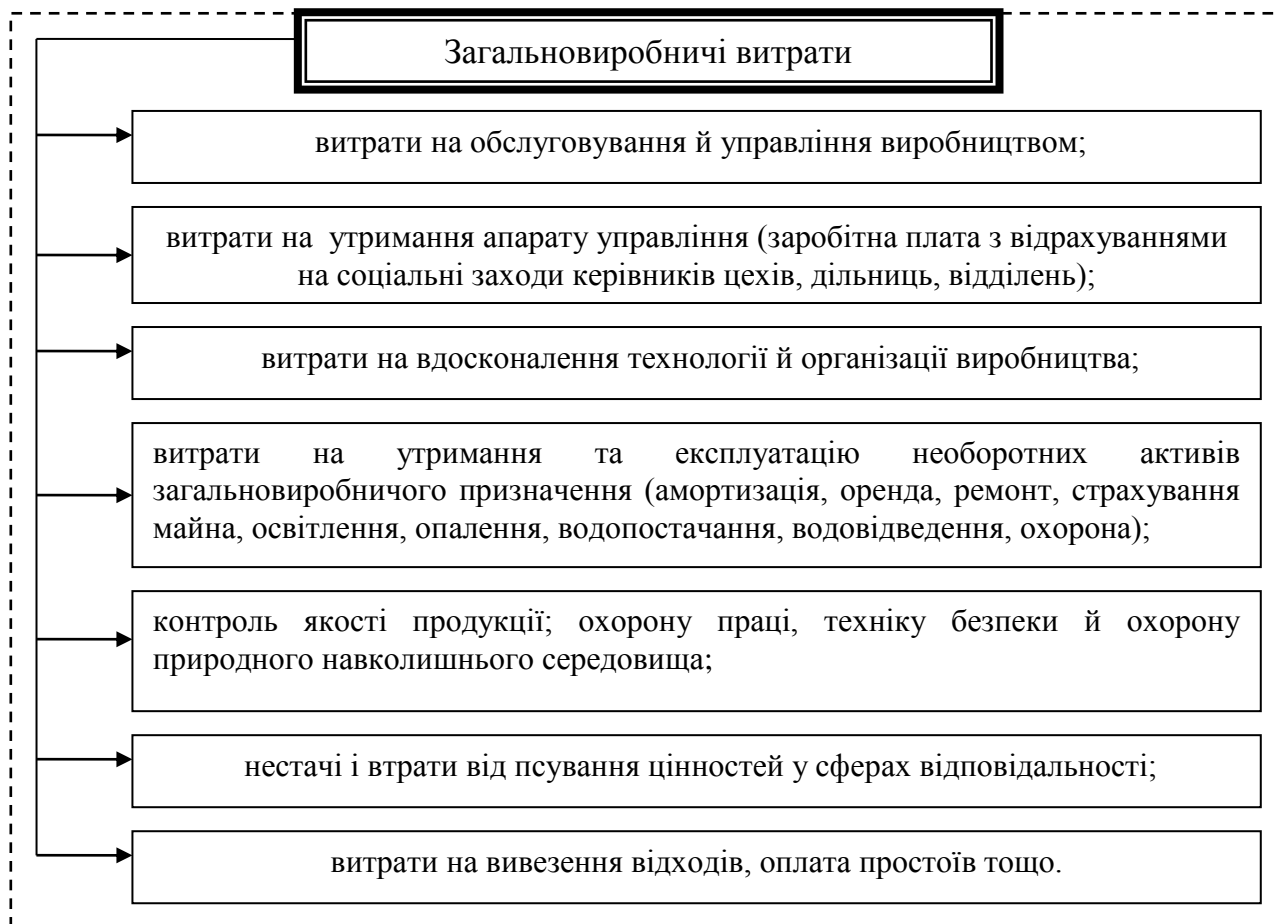 Загальновиробничі витрати
витрати на обслуговування й управління виробництвом;
витрати на утримання апарату управління (заробітна плата з відрахуваннями
на соціальні заходи керівників цехів, дільниць, відділень);
витрати на вдосконалення технології й організації виробництва;
витрати на утримання та експлуатацію необоротних активів
загальновиробничого призначення (амортизація, оренда, ремонт, страхування
майна, освітлення, опалення, водопостачання, водовідведення, охорона);
контроль якості продукції; охорону праці, техніку безпеки й охорону
природного навколишнього середовища;
нестачі і втрати від псування цінностей у сферах відповідальності;
витрати на вивезення відходів, оплата простоїв тощо.